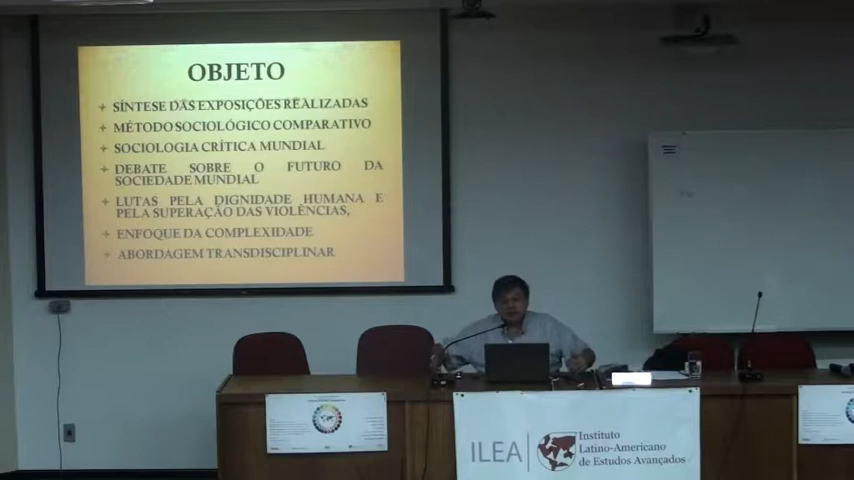 OBJETO
SÍNTESE DAS EXPOSIÇÕES REALIZADAS
MÉTODO SOCIOLÓGICO COMPARATIVO
SOCIOLOGIA CRÍTICA MUNDIAL
DEBATE SOBRE O FUTURO DA
SOCIEDADE MUNDIAL
LUTAS PELA DIGNIDADE HUMANA E
PELA SUPERAÇÃO DAS VIOLÊNCIAS,
ENFOQUE DA COMPLEXIDADE
ABORDAGEM TRANSDISCIPLINAR
ILEA
Instituto
Latino-Americano
de Estudos Avançados